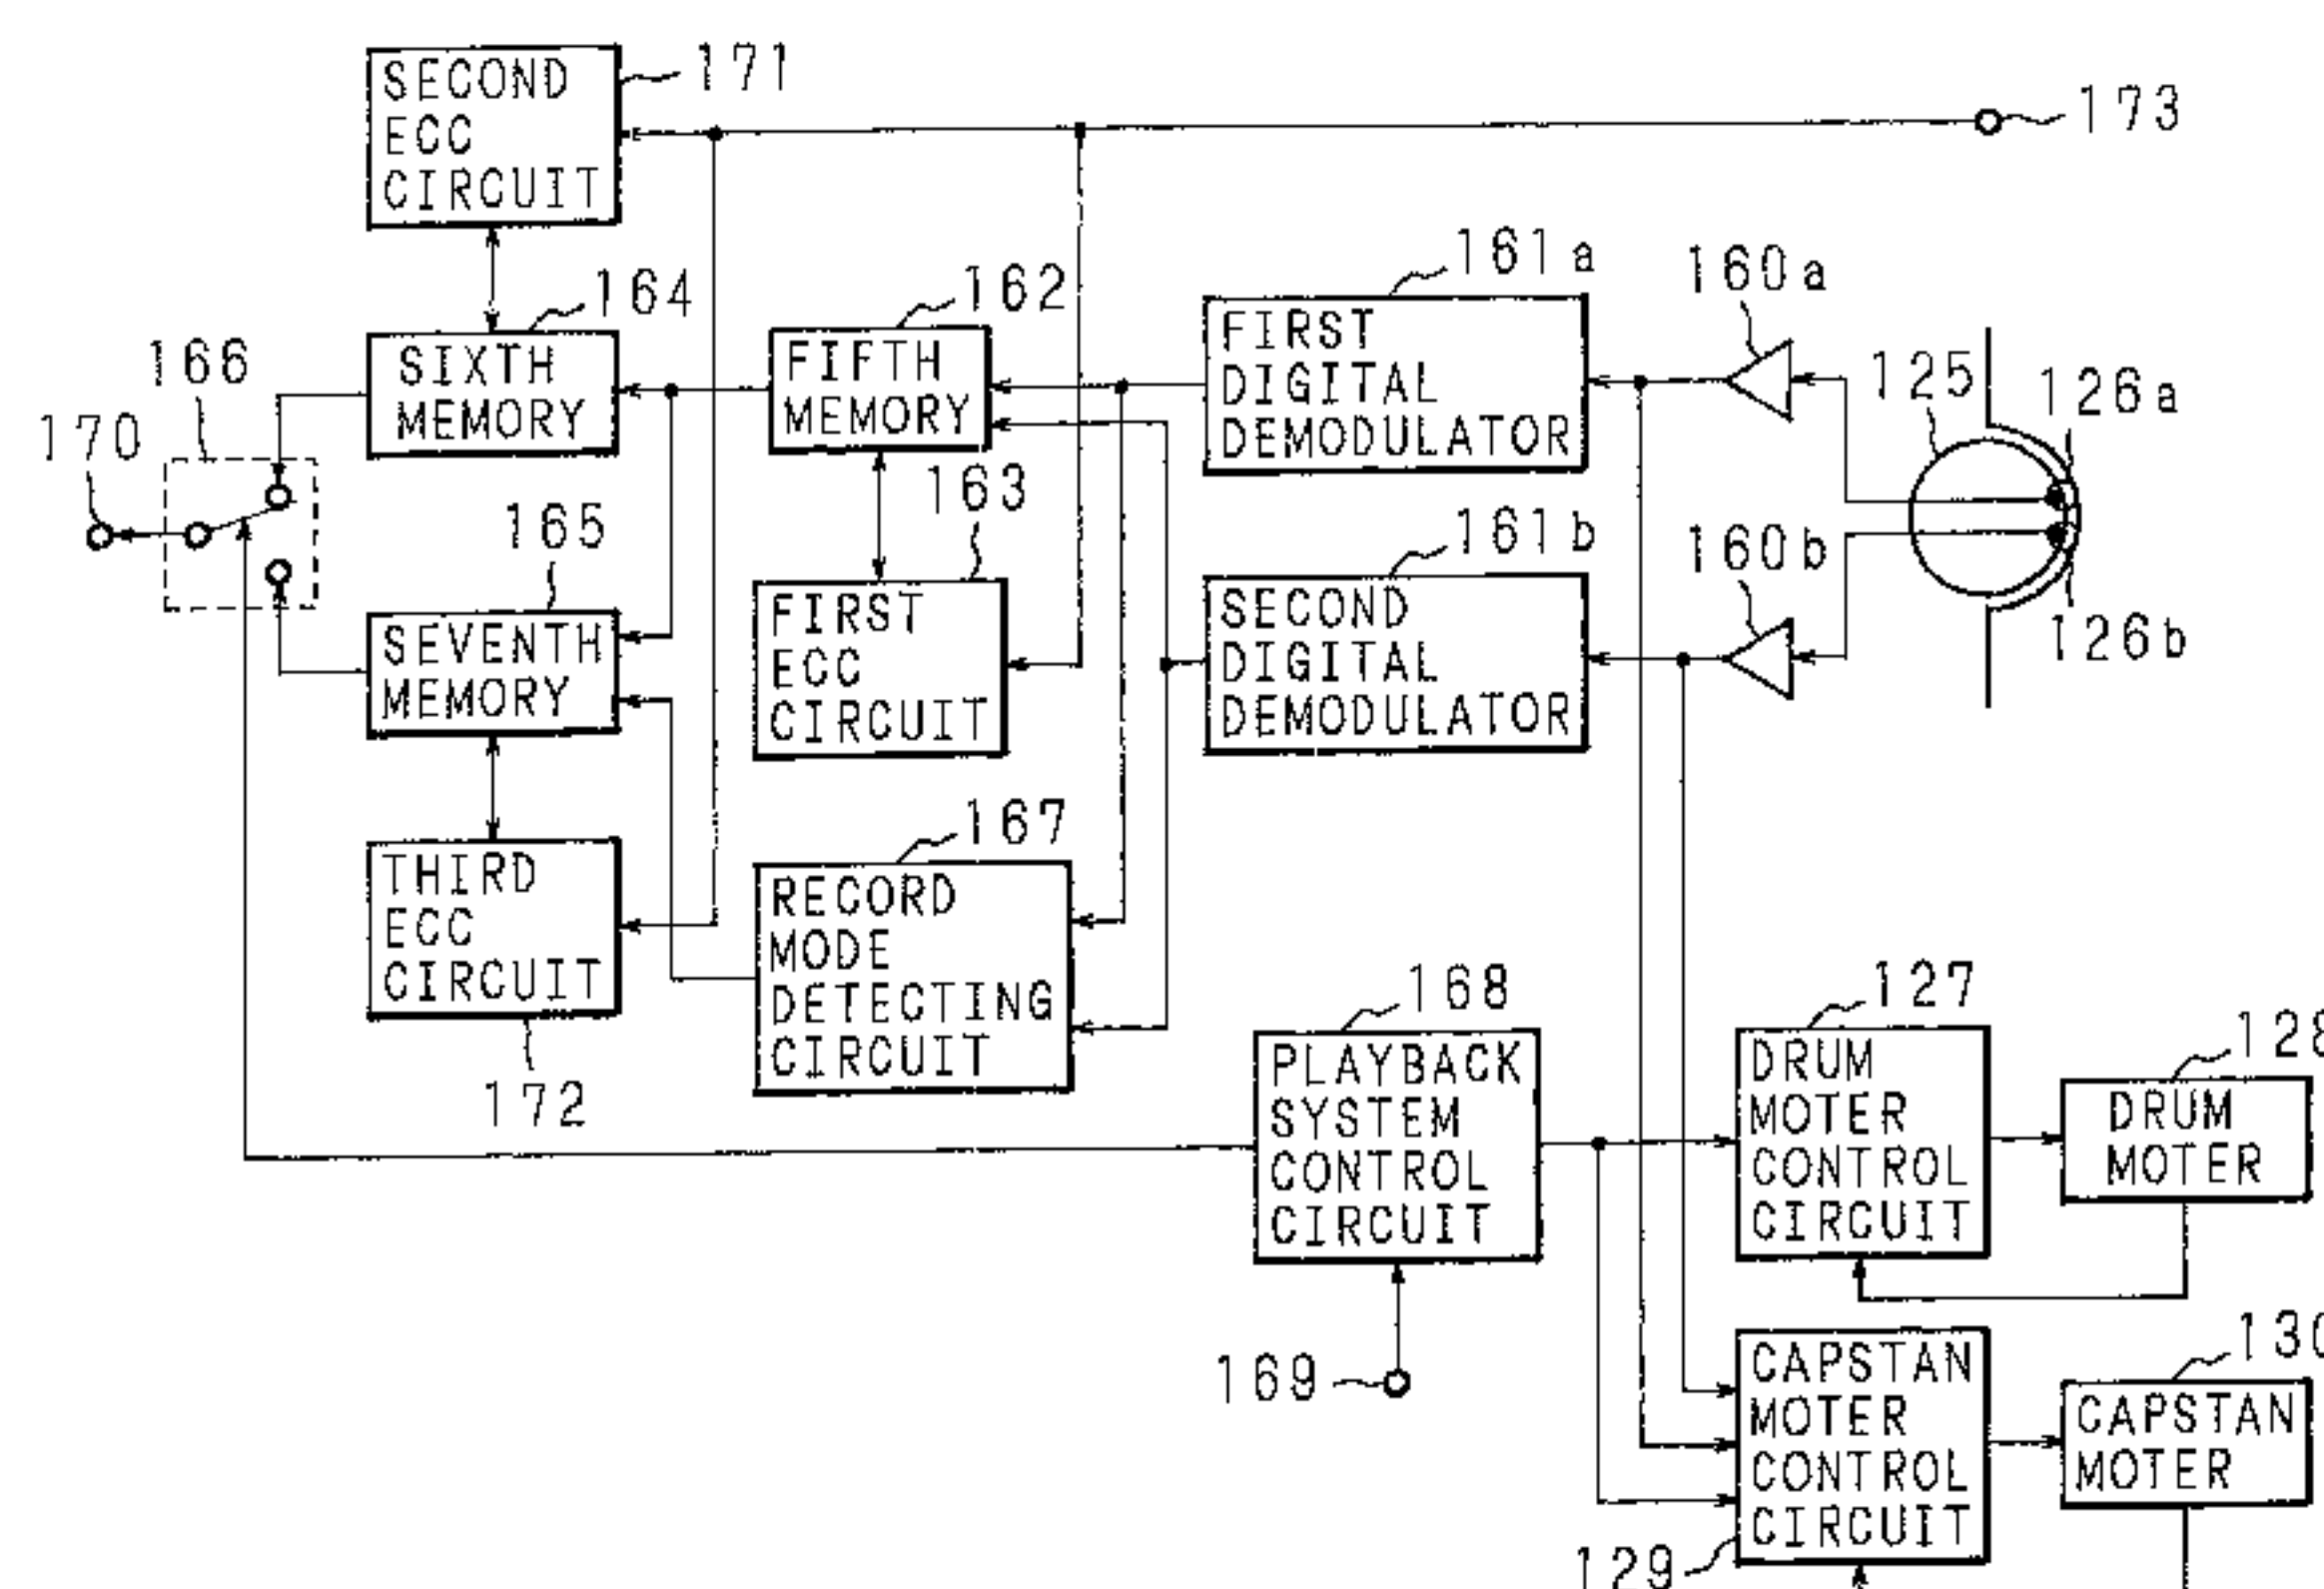 SECOND
ECC
CIRCUIT
171
173
164
162
161a
160a
125
126a
166
170
SIXTH
MEMORY
FIFTH
MEMORY
FIRST
DIGITAL
DEMODULATOR
163
165
161b
160b
126b
SEVENTH
MEMORY
FIRST
ECC
CIRCUIT
SECOND
DIGITAL
DEMODULATOR
167
THIRD
ECC
CIRCUIT
172
RECORD
MODE
DETECTING
CIRCUIT
168
PLAYBACK
SYSTEM
CONTROL
CIRCUIT
169
127
DRUM
MOTER
CONTROL
CIRCUIT
128
DRUM
MOTER
130
CAPSTAN
MOTER
CONTROL
CIRCUIT
129
CAPSTAN
MOTER